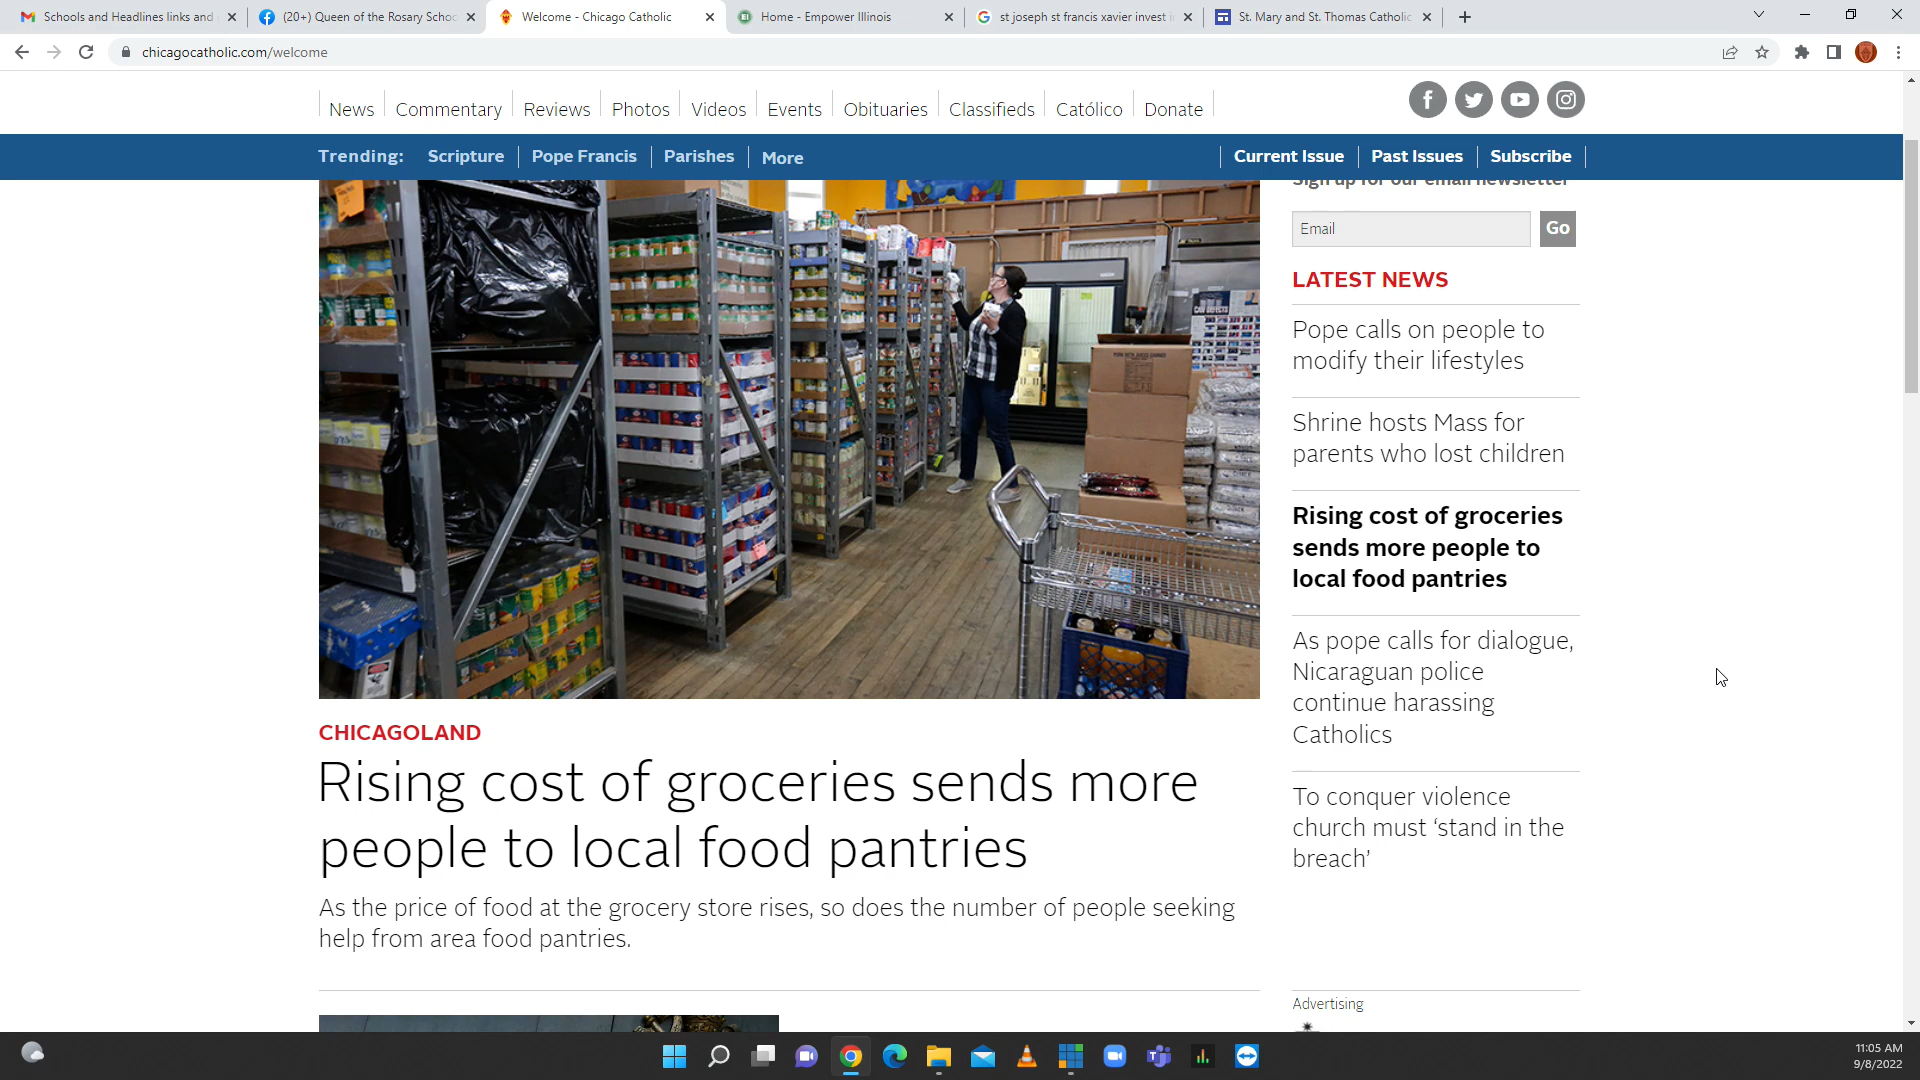 Schools and Headlines links and
(20+) Queen of the Rosary Schoo
Welcome - Chicago Catholic
Home - Empower Illinois
st joseph st francis xavier invest i
St. Mary and St. Thomas Catholic
chicagocatholic.com/welcome
News
Commentary
Reviews
Photos
Videos
Events
Obituaries
Classifieds
Católico
Donate
Trending:
Scripture
Pope Francis
Parishes
More
Current Issue
Past Issues
Subscribe
Sign up for our email newsletter
Email
Go
LATEST NEWS
Pope calls on people to
modify their lifestyles
Shrine hosts Mass for
parents who lost children
Rising cost of groceries
sends more people to
local food pantries
As pope calls for dialogue,
Nicaraguan police
continue harassing
Catholics
To conquer violence
church must ‘stand in the
breach’
CHICAGOLAND
Rising cost of groceries sends more
people to local food pantries
As the price of food at the grocery store rises, so does the number of people seeking
help from area food pantries.
Advertising
11:05 AM
9/8/2022